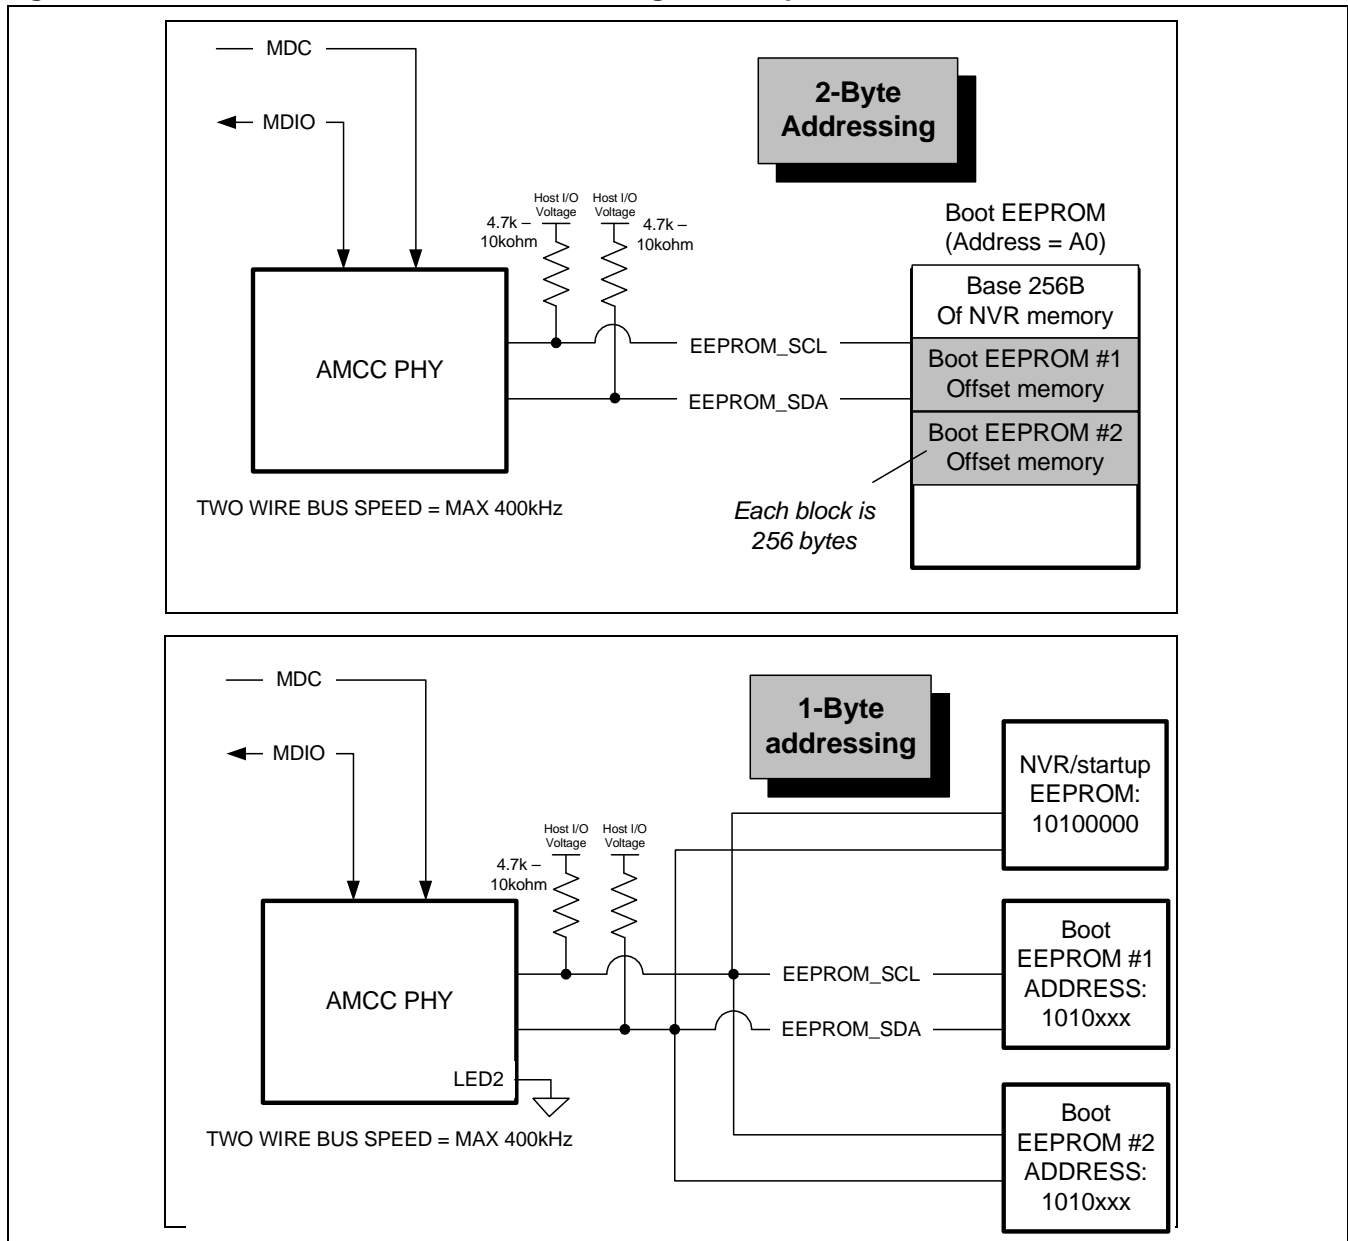 MDC
MDIO
2-Byte
Addressing
Host I/O
Voltage
Host I/O
Voltage
4.7k –
10kohm
4.7k –
10kohm
Boot EEPROM
(Address = A0)
Base 256B
Of NVR memory
EEPROM_SCL
Boot EEPROM #1
Offset memory
AMCC PHY
EEPROM_SDA
Boot EEPROM #2
Offset memory
TWO WIRE BUS SPEED = MAX 400kHz
Each block is
256 bytes
MDC
MDIO
1-Byte
addressing
NVR/startup
EEPROM:
10100000
Host I/O
Voltage
Host I/O
Voltage
4.7k –
10kohm
Boot
EEPROM #1
ADDRESS:
1010xxx
EEPROM_SCL
AMCC PHY
EEPROM_SDA
LED2
TWO WIRE BUS SPEED = MAX 400kHz
Boot
EEPROM #2
ADDRESS:
1010xxx